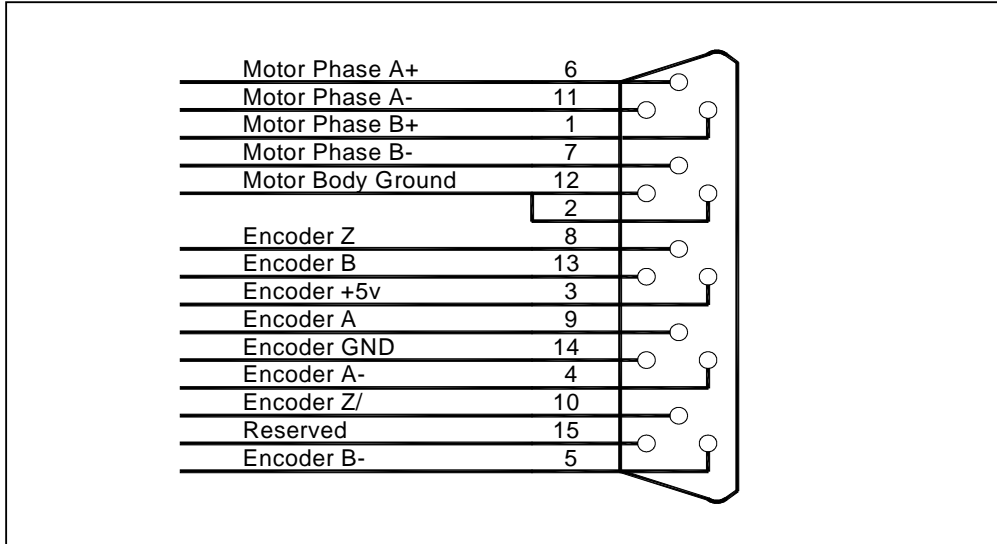 Motor Phase A+ 6
Motor Phase A- 11
Motor Phase B+ 1
Motor Phase B- 7
Motor Body Ground 12
2
Encoder Z 8
Encoder B 13
Encoder +5v 3
Encoder A 9
Encoder GND 14
Encoder A- 4
Encoder Z/ 10
Reserved 15
Encoder B- 5